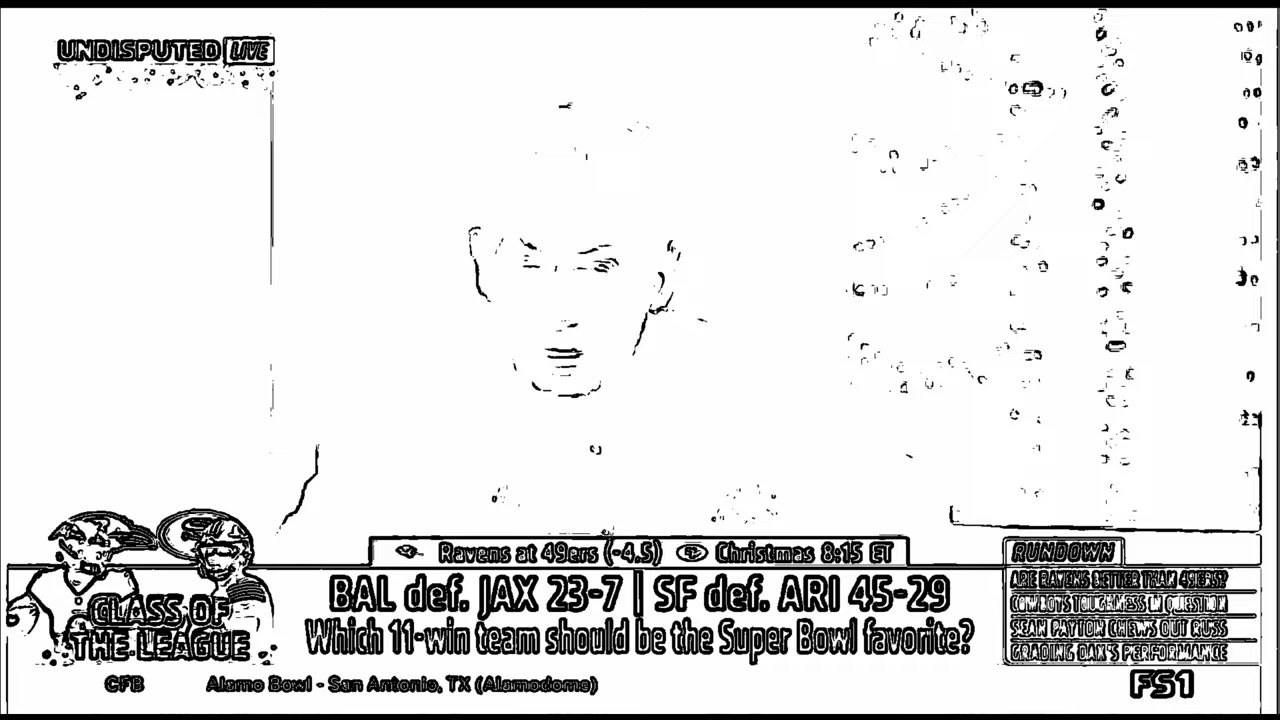 UNDISPUTED LIVE
Ravens at 49ers (-4.5) Christmas 8:15 ET
BAL def. JAX 23-7 | SF def. ARI 45-29
Which 11-win team should be the Super Bowl favorite?
CLASS OF
THE LEAGUE
RUNDOWN
ARE RAVENS BETTER THAN 49ERS?
COWBOYS TOUGHNESS IN QUESTION
SEAN PAYTON CHEWS OUT RUSS
GRADING DAK'S PERFORMANCE
CFB Alamo Bowl - San Antonio, TX (Alamodome)
FS1